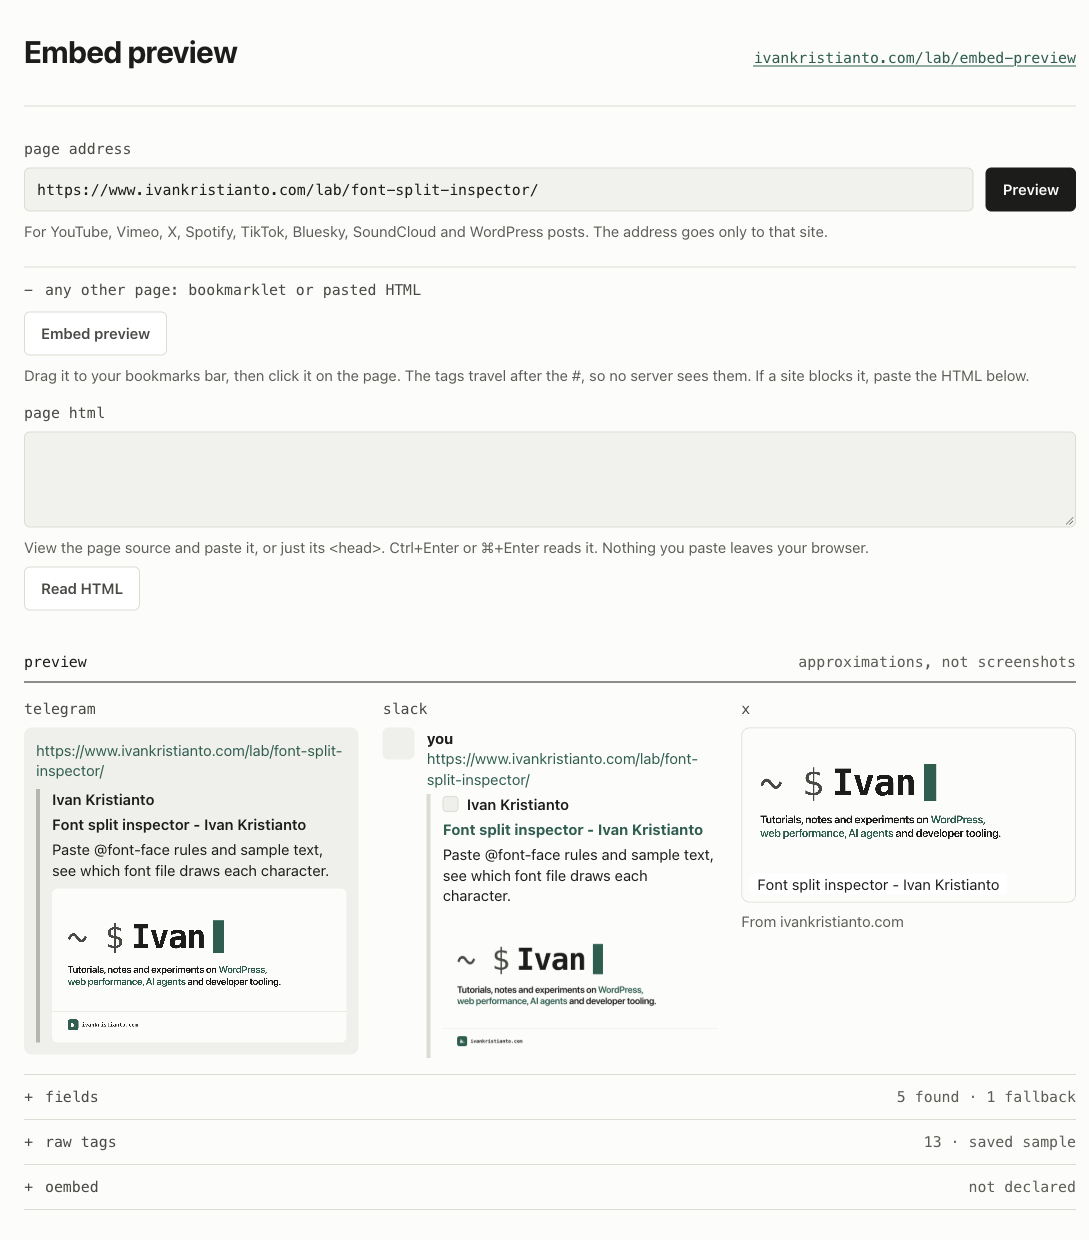 Embed preview
ivankristianto.com/lab/embed-preview
page address
https://www.ivankristianto.com/lab/font-split-inspector/
Preview
For YouTube, Vimeo, X, Spotify, TikTok, Bluesky, SoundCloud and WordPress posts. The address goes only to that site.
− any other page: bookmarklet or pasted HTML
Embed preview
Drag it to your bookmarks bar, then click it on the page. The tags travel after the #, so no server sees them. If a site blocks it, paste the HTML below.
page html
View the page source and paste it, or just its <head>. Ctrl+Enter or ⌘+Enter reads it. Nothing you paste leaves your browser.
Read HTML
preview
approximations, not screenshots
telegram
https://www.ivankristianto.com/lab/font-split-
inspector/
Ivan Kristianto
Font split inspector - Ivan Kristianto
Paste @font-face rules and sample text,
see which font file draws each character.
~ $ Ivan
Tutorials, notes and experiments on WordPress,
web performance, AI agents and developer tooling.
ivankristianto.com
slack
you
https://www.ivankristianto.com/lab/font-
split-inspector/
Ivan Kristianto
Font split inspector - Ivan Kristianto
Paste @font-face rules and sample text,
see which font file draws each
character.
~ $ Ivan
Tutorials, notes and experiments on WordPress,
web performance, AI agents and developer tooling.
ivankristianto.com
x
~ $ Ivan
Tutorials, notes and experiments on WordPress,
web performance, AI agents and developer tooling.
Font split inspector - Ivan Kristianto
From ivankristianto.com
+ fields
5 found · 1 fallback
+ raw tags
13 · saved sample
+ oembed
not declared